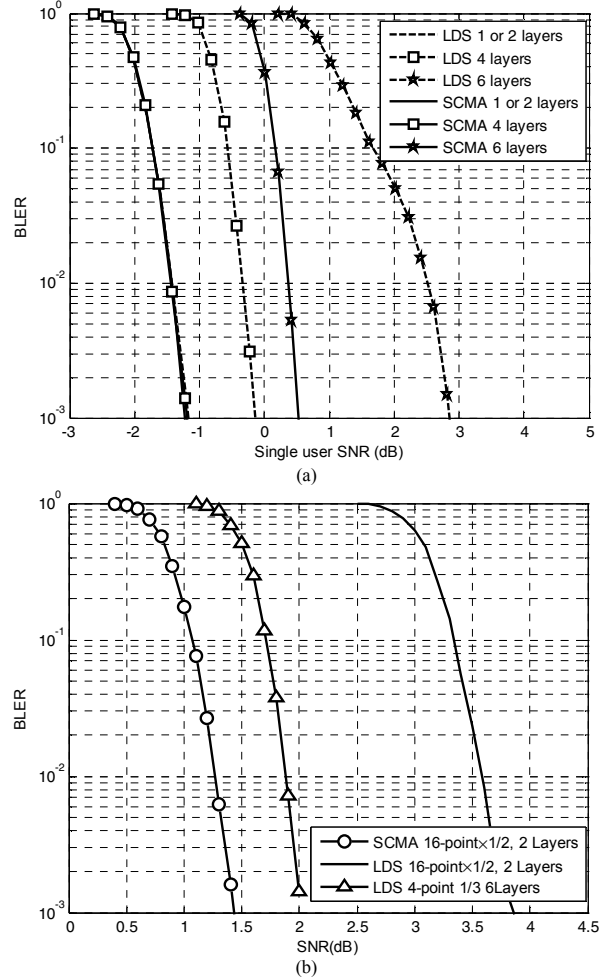 10^0
10^-1
10^-2
10^-3
BLER
LDS 1 or 2 layers
LDS 4 layers
LDS 6 layers
SCMA 1 or 2 layers
SCMA 4 layers
SCMA 6 layers
-3 -2 -1 0 1 2 3 4 5
Single user SNR (dB)
(a)
10^0
10^-1
10^-2
10^-3
BLER
SCMA 16-point×1/2, 2 Layers
LDS 16-point×1/2, 2 Layers
LDS 4-point 1/3 6Layers
0 0.5 1 1.5 2 2.5 3 3.5 4 4.5
SNR(dB)
(b)